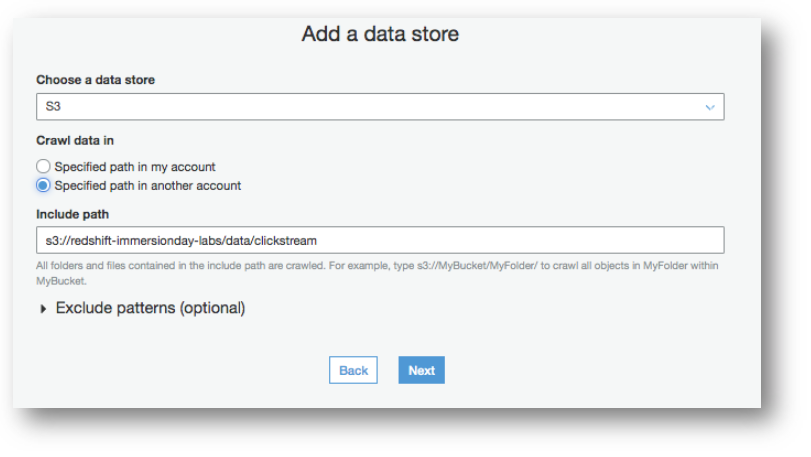 Add a data store
Choose a data store
S3
Crawl data in
Specified path in my account
Specified path in another account
Include path
s3://redshift-immersionday-labs/data/clickstream
All folders and files contained in the include path are crawled. For example, type s3://MyBucket/MyFolder/ to crawl all objects in MyFolder within
MyBucket.
Exclude patterns (optional)
Back Next